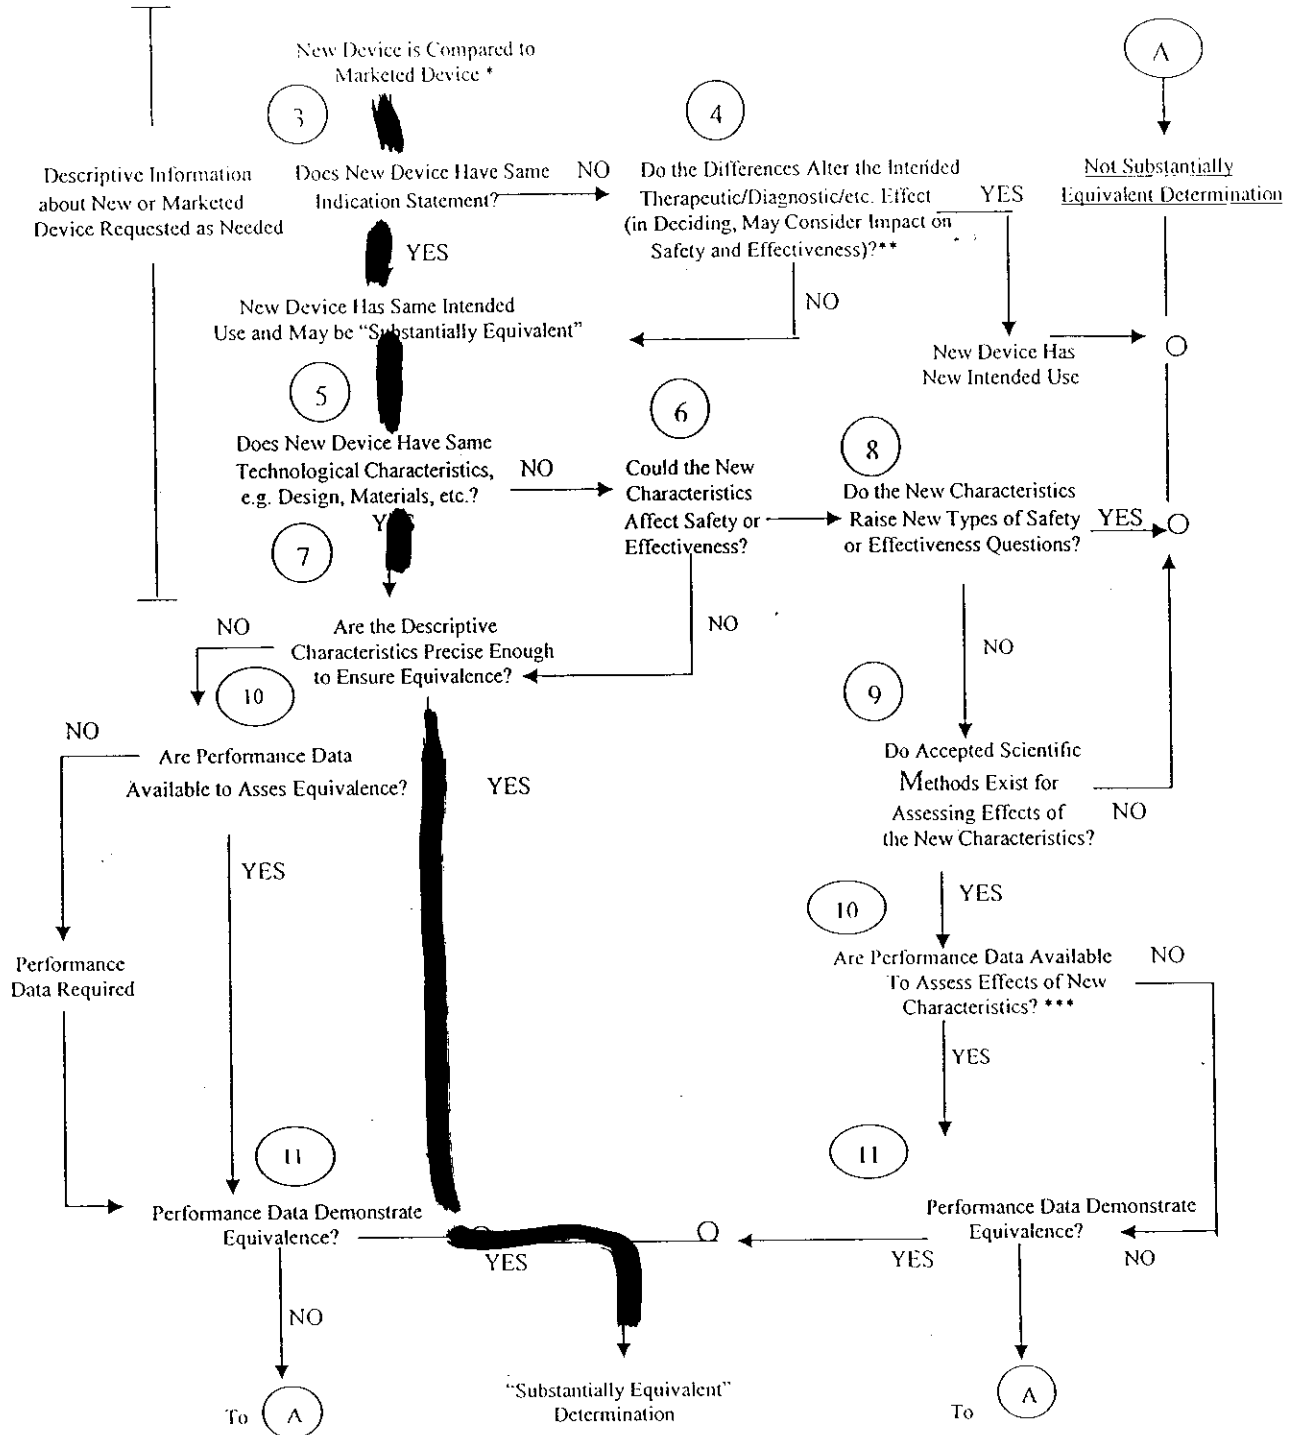 New Device is Compared to
Marketed Device *
A
3
4
Descriptive Information
about New or Marketed
Device Requested as Needed
Does New Device Have Same
Indication Statement?
NO
Do the Differences Alter the Intended
Therapeutic/Diagnostic/etc. Effect
(in Deciding, May Consider Impact on
Safety and Effectiveness)?**
YES
Not Substantially
Equivalent Determination
YES
NO
New Device Has Same Intended
Use and May be "Substantially Equivalent"
New Device Has
New Intended Use
5
6
8
Does New Device Have Same
Technological Characteristics,
e.g. Design, Materials, etc.?
NO
Could the New
Characteristics
Affect Safety or
Effectiveness?
Do the New Characteristics
Raise New Types of Safety
or Effectiveness Questions?
YES
7
NO
Are the Descriptive
Characteristics Precise Enough
to Ensure Equivalence?
NO
NO
10
9
NO
Are Performance Data
Available to Asses Equivalence?
YES
Do Accepted Scientific
Methods Exist for
Assessing Effects of
the New Characteristics?
NO
YES
YES
10
Performance
Data Required
Are Performance Data Available
To Assess Effects of New
Characteristics? ***
NO
YES
11
11
Performance Data Demonstrate
Equivalence?
YES
Performance Data Demonstrate
Equivalence?
YES
NO
NO
To A
"Substantially Equivalent"
Determination
To A